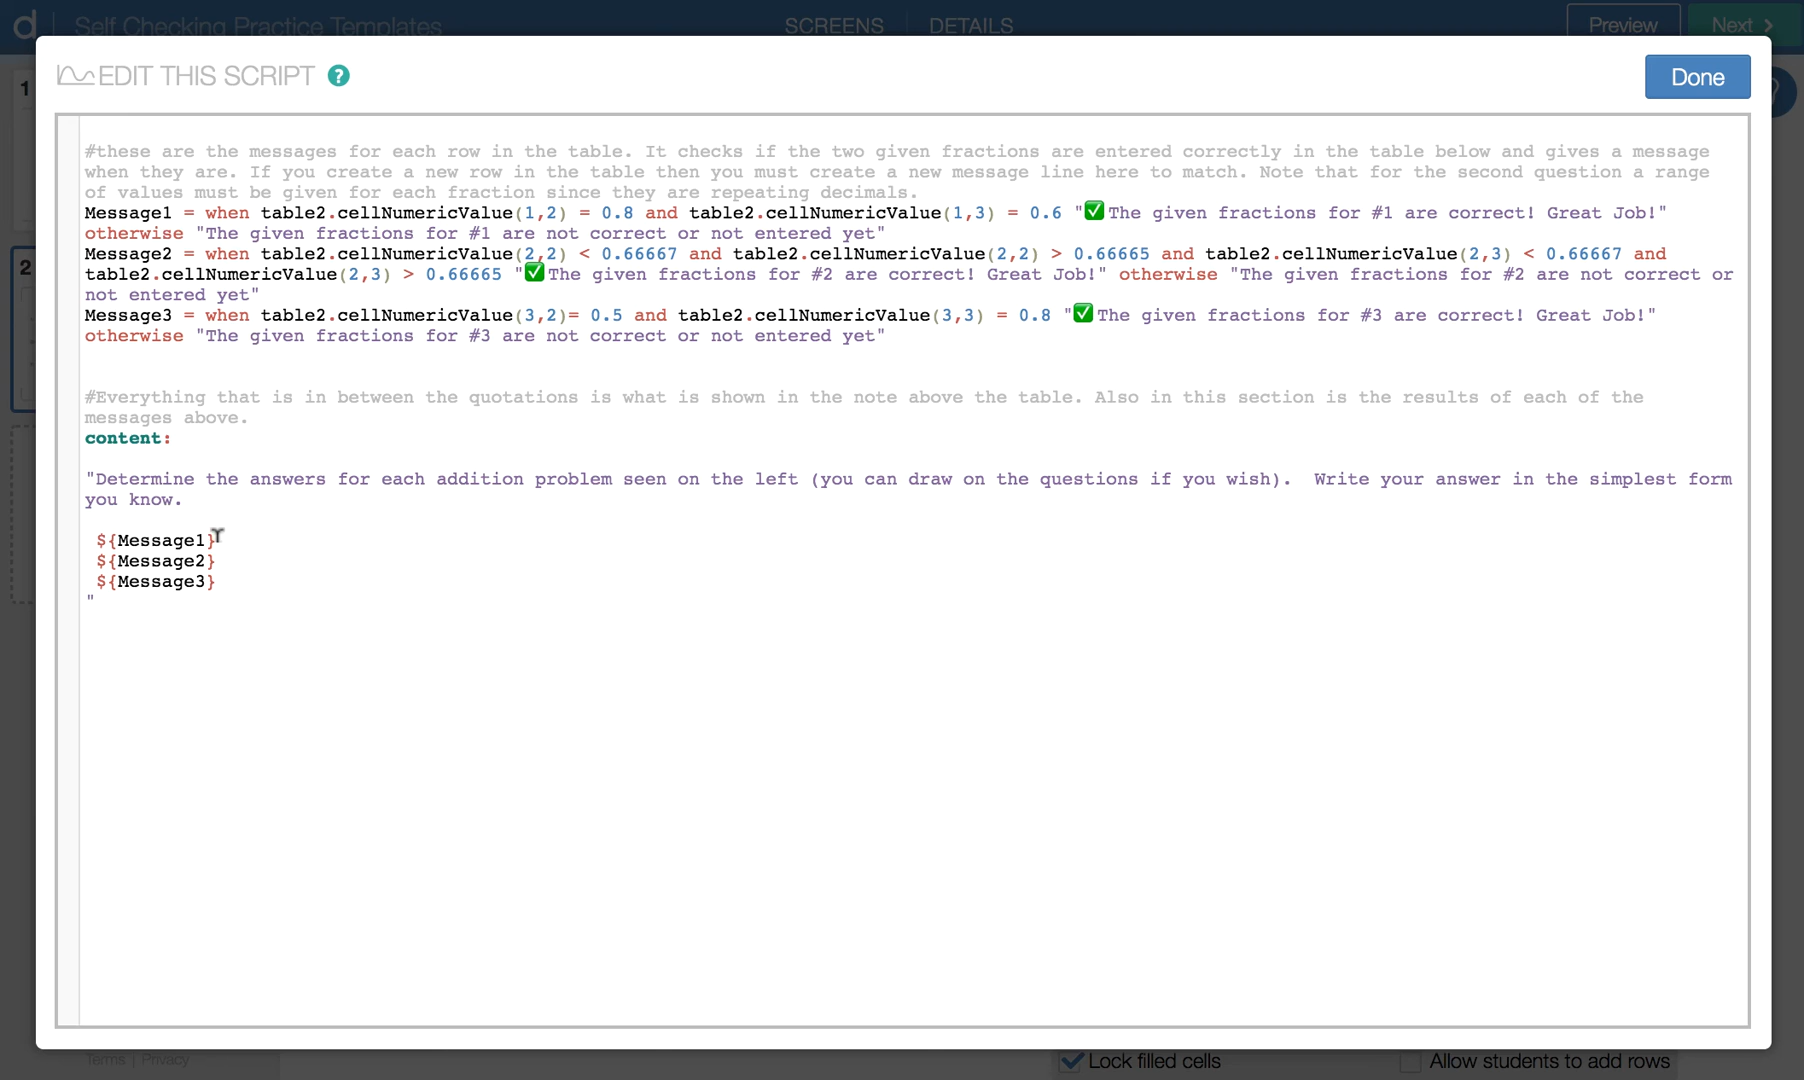 d Self Checking Practice Templates SCREENS DETAILS Preview Next >
EDIT THIS SCRIPT ?
Done
1
2
#these are the messages for each row in the table. It checks if the two given fractions are entered correctly in the table below and gives a message
when they are. If you create a new row in the table then you must create a new message line here to match. Note that for the second question a range
of values must be given for each fraction since they are repeating decimals.
Message1 = when table2.cellNumericValue(1,2) = 0.8 and table2.cellNumericValue(1,3) = 0.6 "✅The given fractions for #1 are correct! Great Job!"
otherwise "The given fractions for #1 are not correct or not entered yet"
Message2 = when table2.cellNumericValue(2,2) < 0.66667 and table2.cellNumericValue(2,2) > 0.66665 and table2.cellNumericValue(2,3) < 0.66667 and
table2.cellNumericValue(2,3) > 0.66665 "✅The given fractions for #2 are correct! Great Job!" otherwise "The given fractions for #2 are not correct or
not entered yet"
Message3 = when table2.cellNumericValue(3,2)= 0.5 and table2.cellNumericValue(3,3) = 0.8 "✅The given fractions for #3 are correct! Great Job!"
otherwise "The given fractions for #3 are not correct or not entered yet"
#Everything that is in between the quotations is what is shown in the note above the table. Also in this section is the results of each of the
messages above.
content:
"Determine the answers for each addition problem seen on the left (you can draw on the questions if you wish).  Write your answer in the simplest form
you know.
${Message1}
${Message2}
${Message3}
"
Terms | Privacy
Lock filled cells
Allow students to add rows